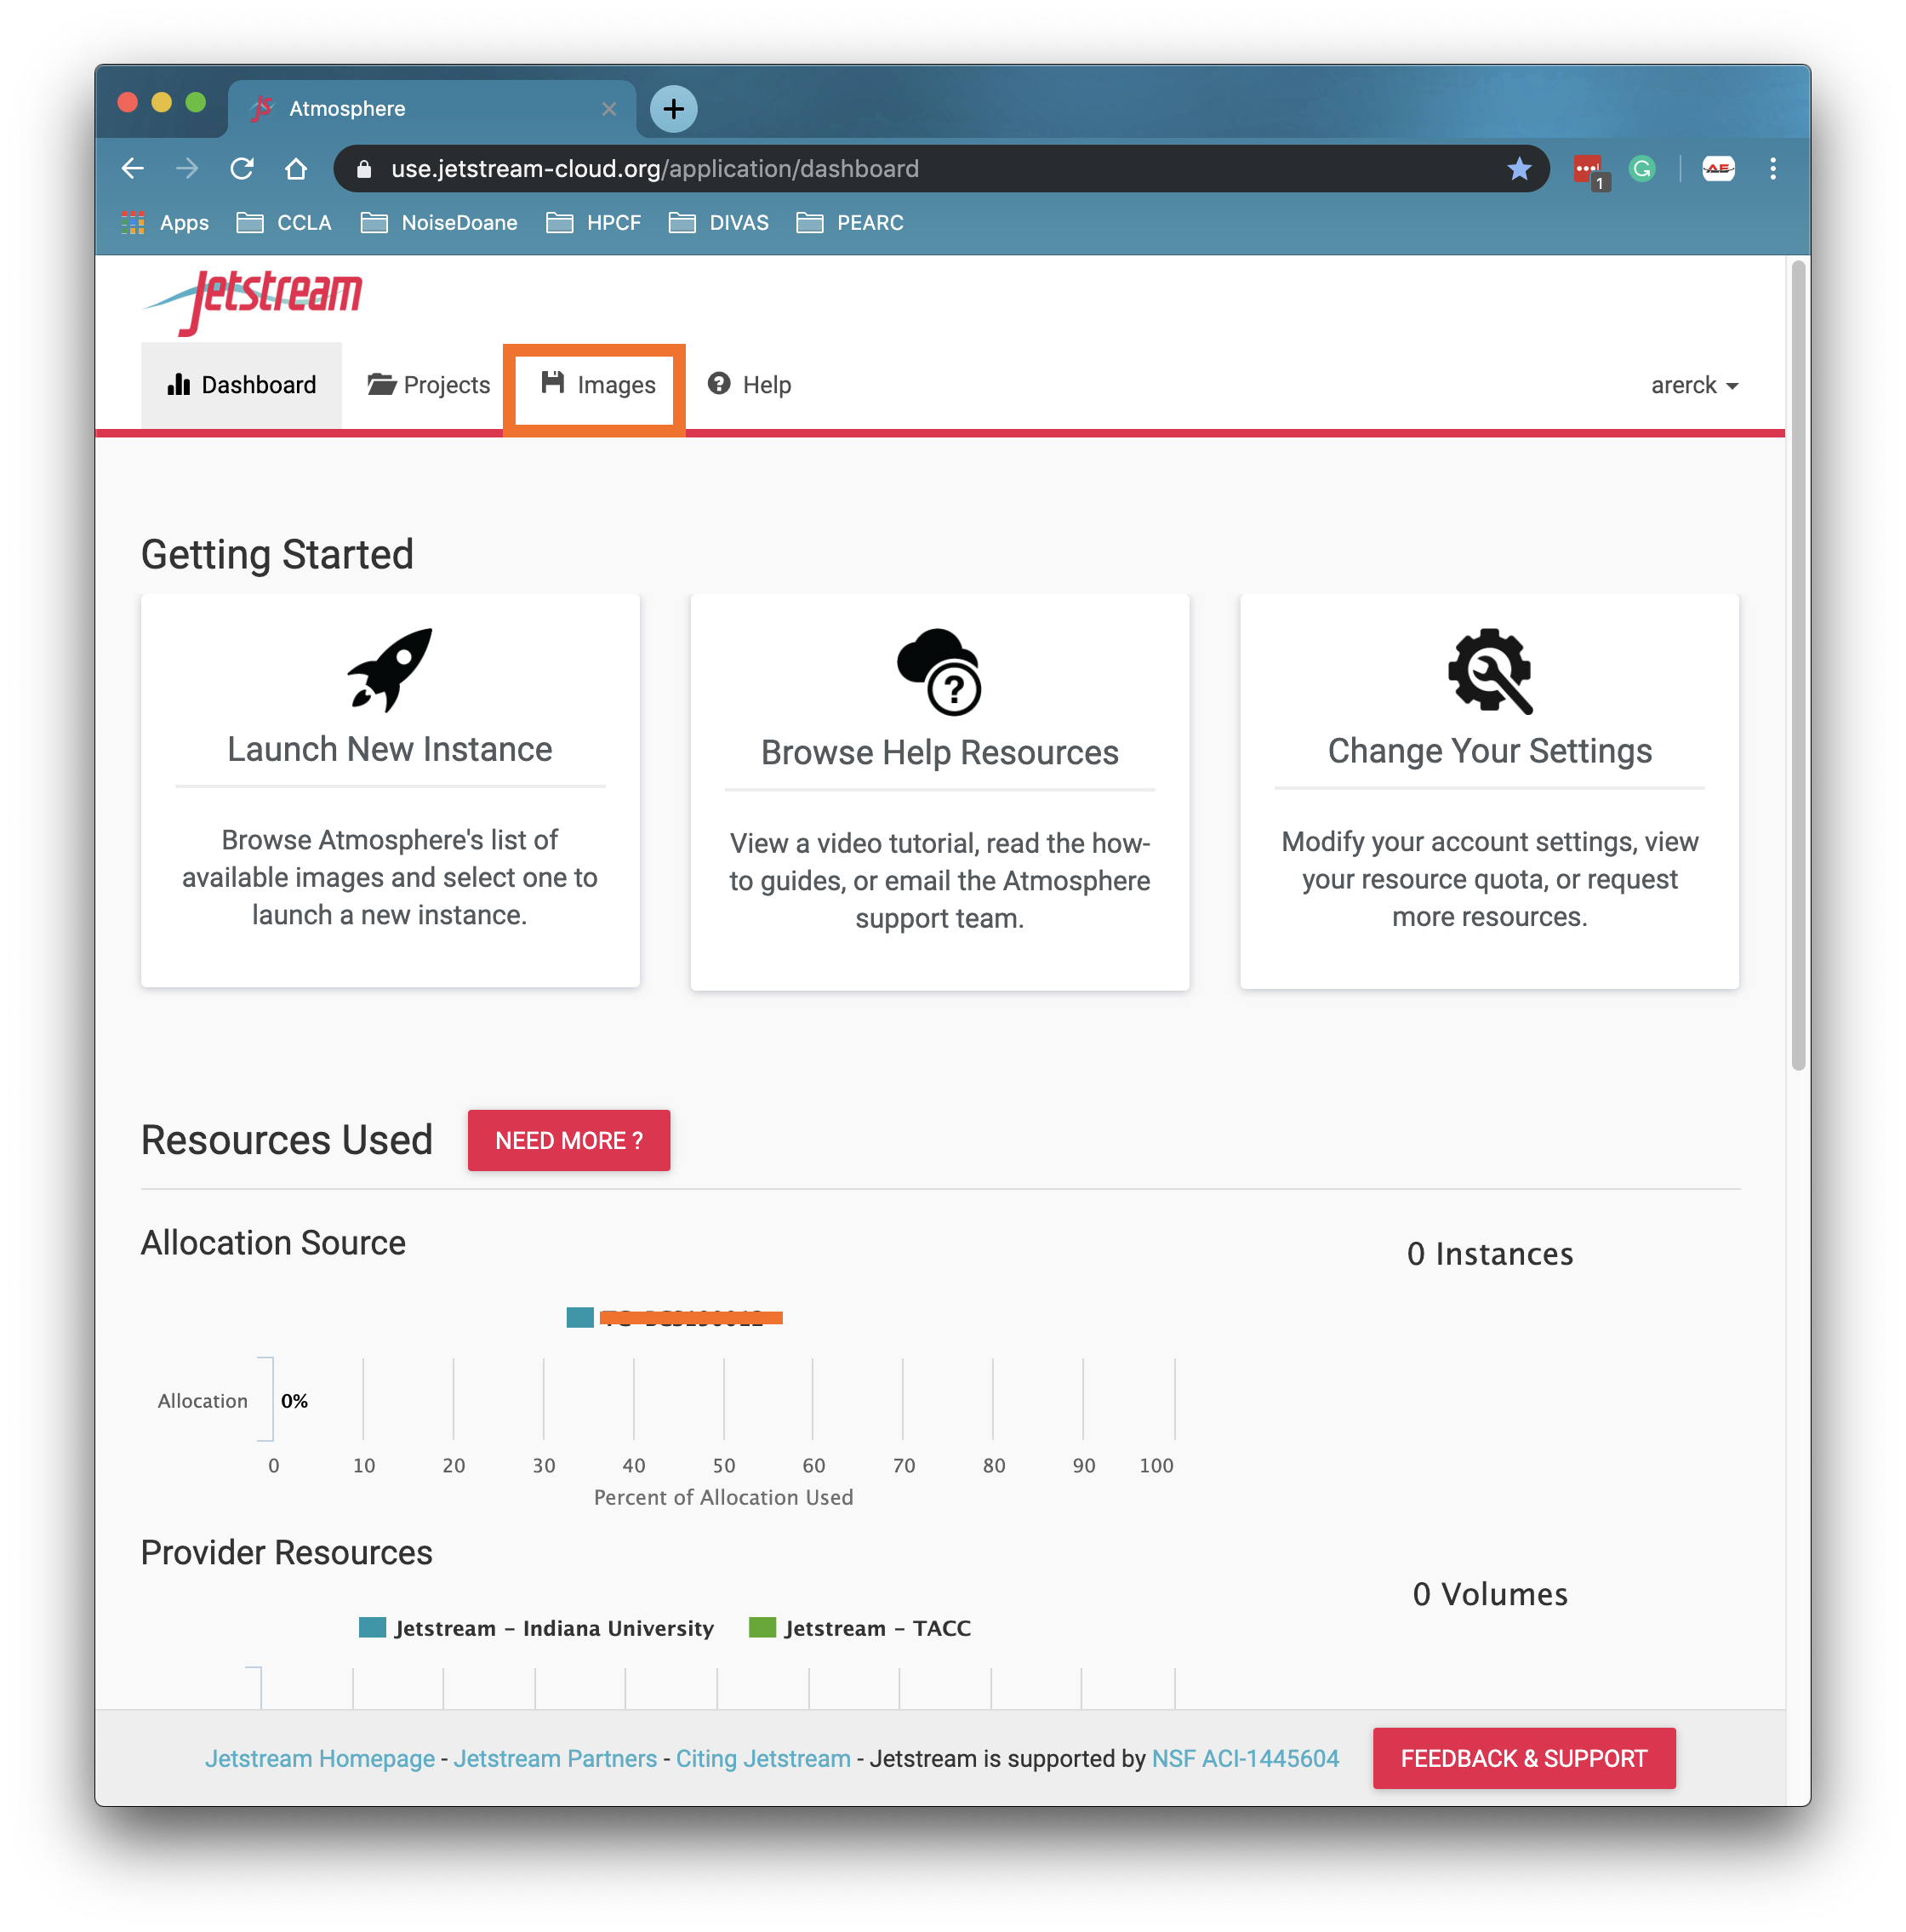 Atmosphere
use.jetstream-cloud.org/application/dashboard
1
Apps CCLA NoiseDoane HPCF DIVAS PEARC
Jetstream
Dashboard Projects Images Help arerck
Getting Started
Launch New Instance
Browse Atmosphere's list of
available images and select one to
launch a new instance.
Browse Help Resources
View a video tutorial, read the how-
to guides, or email the Atmosphere
support team.
Change Your Settings
Modify your account settings, view
your resource quota, or request
more resources.
Resources Used NEED MORE ?
Allocation Source
0 Instances
Allocation 0%
0 10 20 30 40 50 60 70 80 90 100
Percent of Allocation Used
Provider Resources
0 Volumes
Jetstream – Indiana University Jetstream – TACC
Jetstream Homepage - Jetstream Partners - Citing Jetstream - Jetstream is supported by NSF ACI-1445604 FEEDBACK & SUPPORT